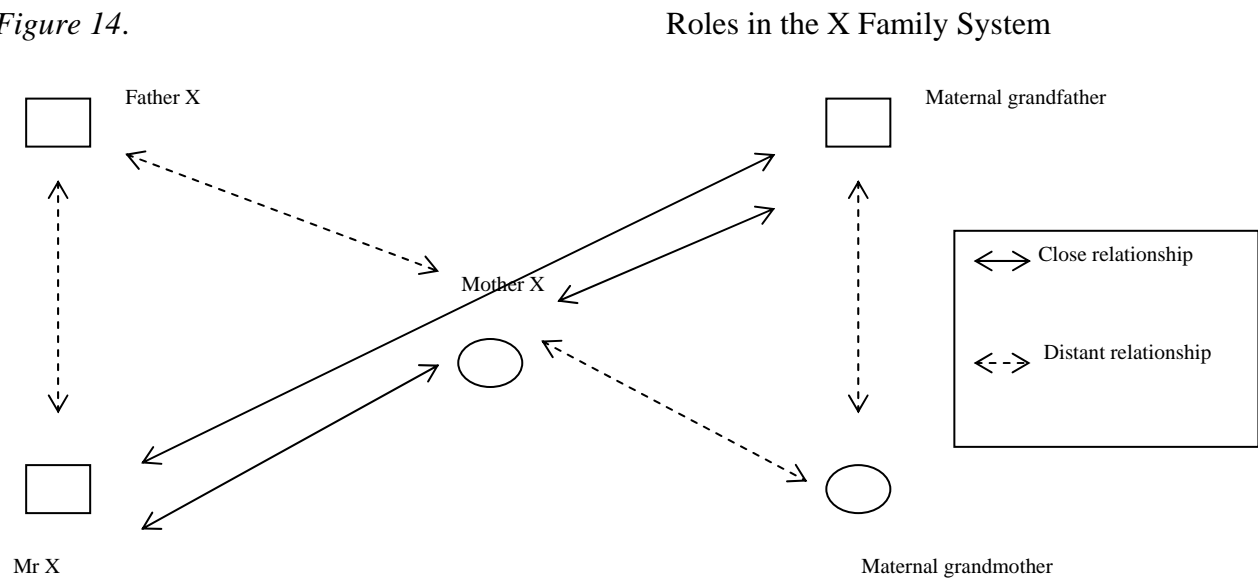 Figure 14. Roles in the X Family System
Father X
Maternal grandfather
Mother X
Close relationship
Distant relationship
Mr X
Maternal grandmother